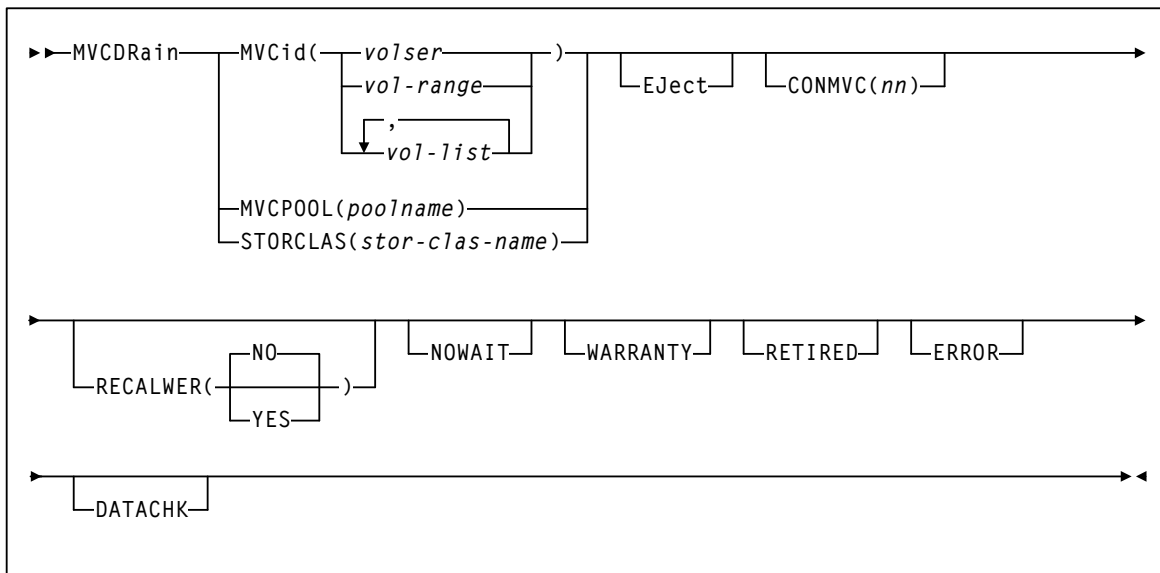 MVCDRain MVCid( volser ) EJect CONMVC(nn)
vol-range
,
vol-list
MVCPOOL(poolname)
STORCLAS(stor-clas-name)
RECALWER( NO ) NOWAIT WARRANTY RETIRED ERROR
YES
DATACHK